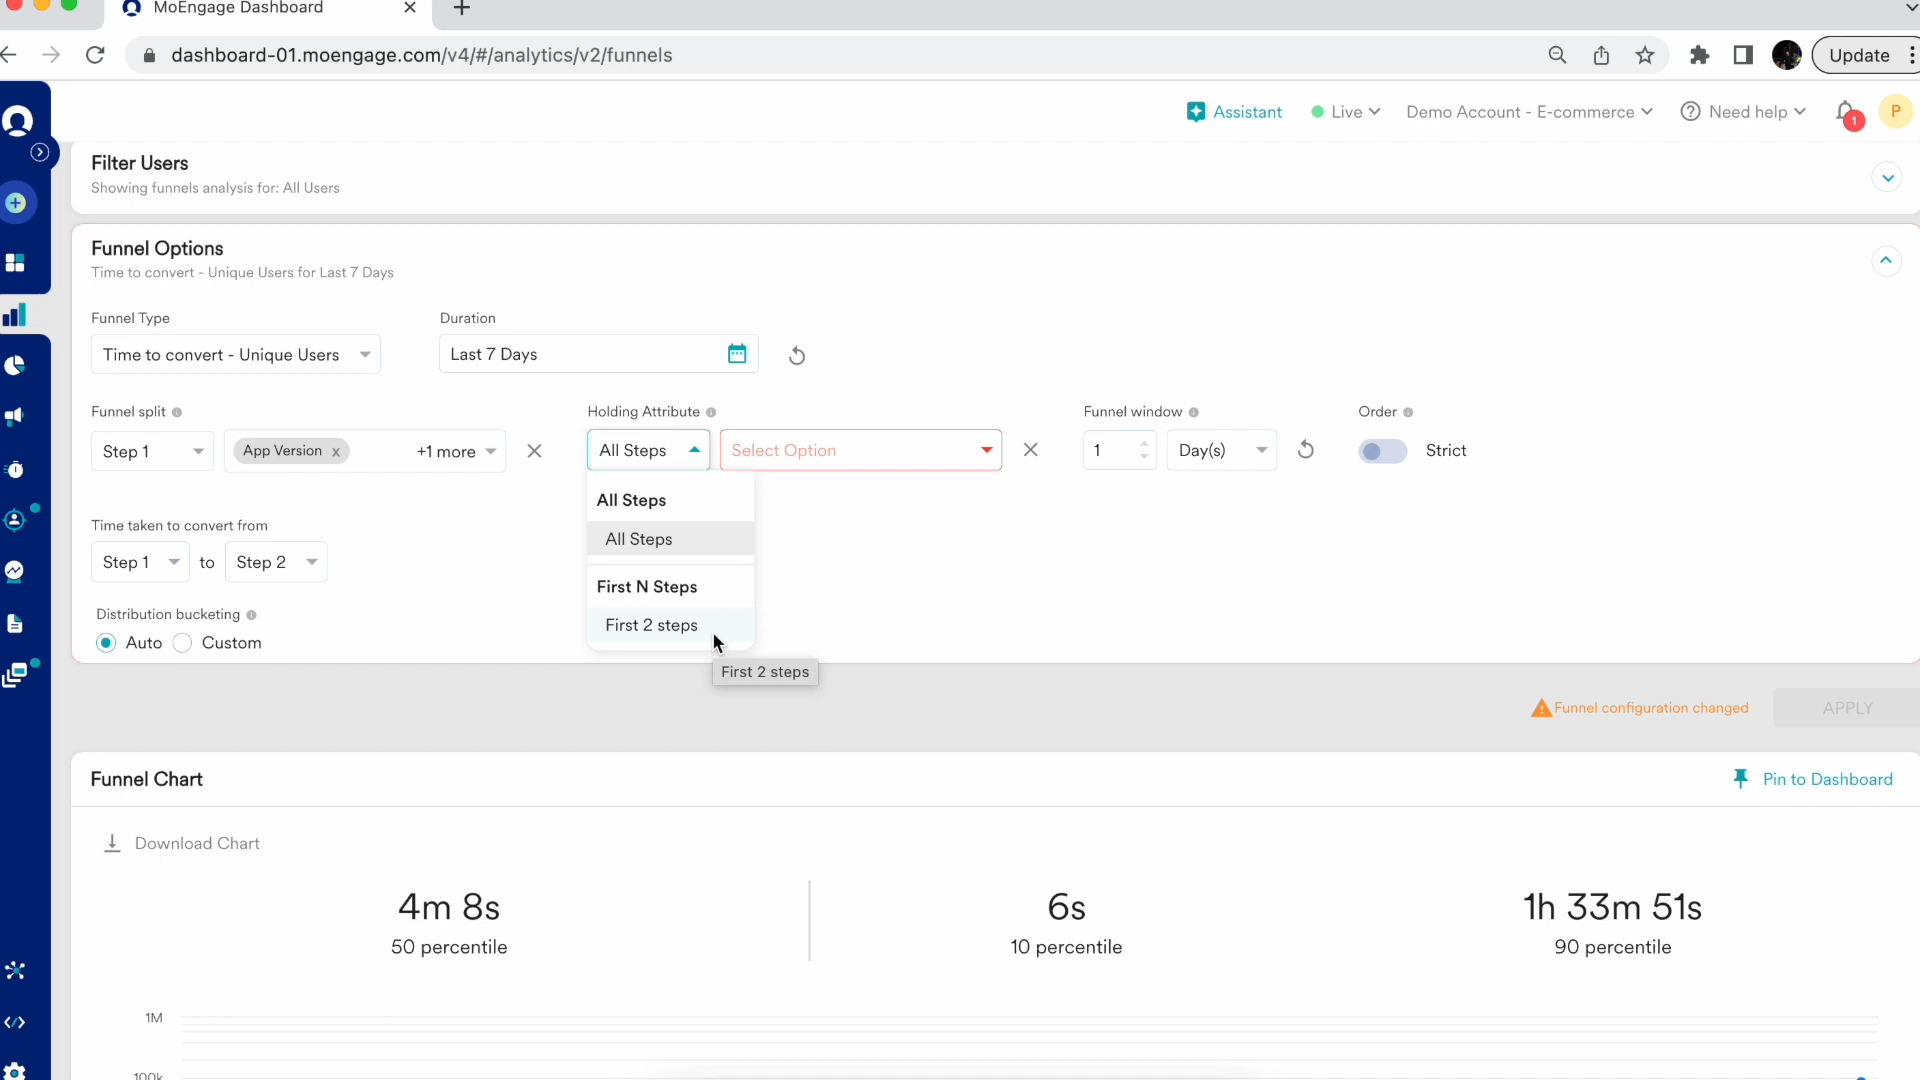 MoEngage Dashboard
dashboard-01.moengage.com/v4/#/analytics/v2/funnels
Update
Assistant
Live
Demo Account - E-commerce
Need help
1
P
Filter Users
Showing funnels analysis for: All Users
Funnel Options
Time to convert - Unique Users for Last 7 Days
Funnel Type
Duration
Time to convert - Unique Users
Last 7 Days
Funnel split
Holding Attribute
Funnel window
Order
Step 1
App Version
+1 more
All Steps
Select Option
1
Day(s)
Strict
All Steps
All Steps
First N Steps
First 2 steps
First 2 steps
Time taken to convert from
Step 1
to
Step 2
Distribution bucketing
Auto
Custom
Funnel configuration changed
APPLY
Funnel Chart
Pin to Dashboard
Download Chart
4m 8s
50 percentile
6s
10 percentile
1h 33m 51s
90 percentile
1M
100k